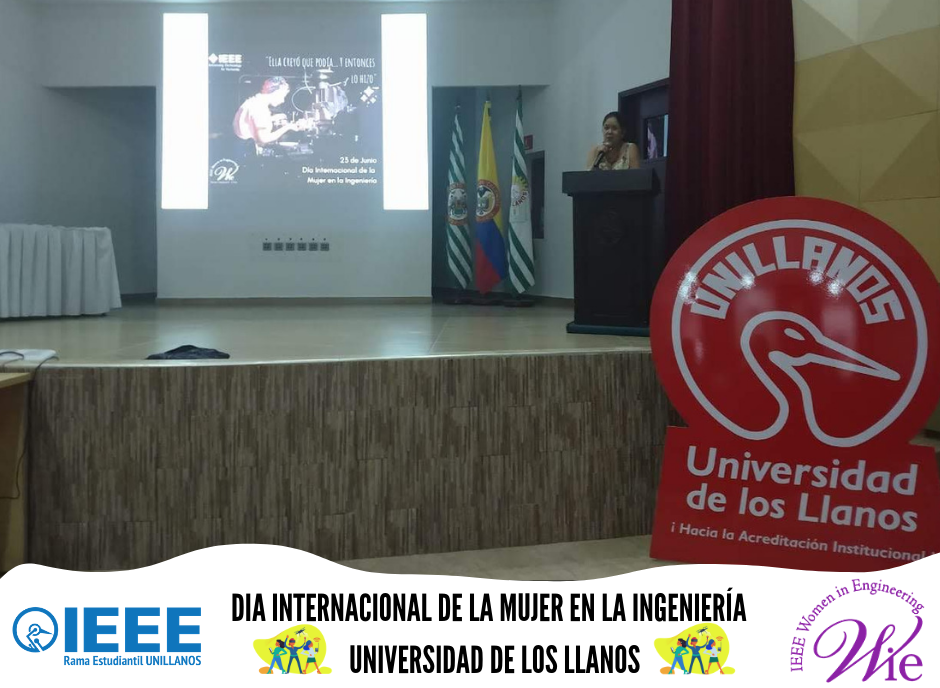 IEEE
"ELLA CREYÓ QUE PODÍA... Y ENTONCES
LO HIZO"
23 de Junio
Día Internacional de la
Mujer en la Ingeniería
UNILLANOS
Universidad
de los Llanos
¡ Hacia la Acreditación Institucional
IEEE
Rama Estudiantil UNILLANOS
DIA INTERNACIONAL DE LA MUJER EN LA INGENIERÍA
UNIVERSIDAD DE LOS LLANOS
IEEE Women in Engineering
WIE